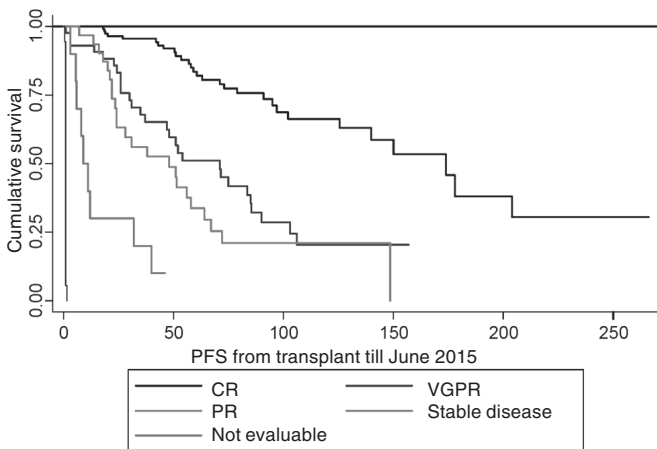 Cumulative survival
1.00
0.75
0.50
0.25
0.00
0 50 100 150 200 250
PFS from transplant till June 2015
CR VGPR
PR Stable disease
Not evaluable